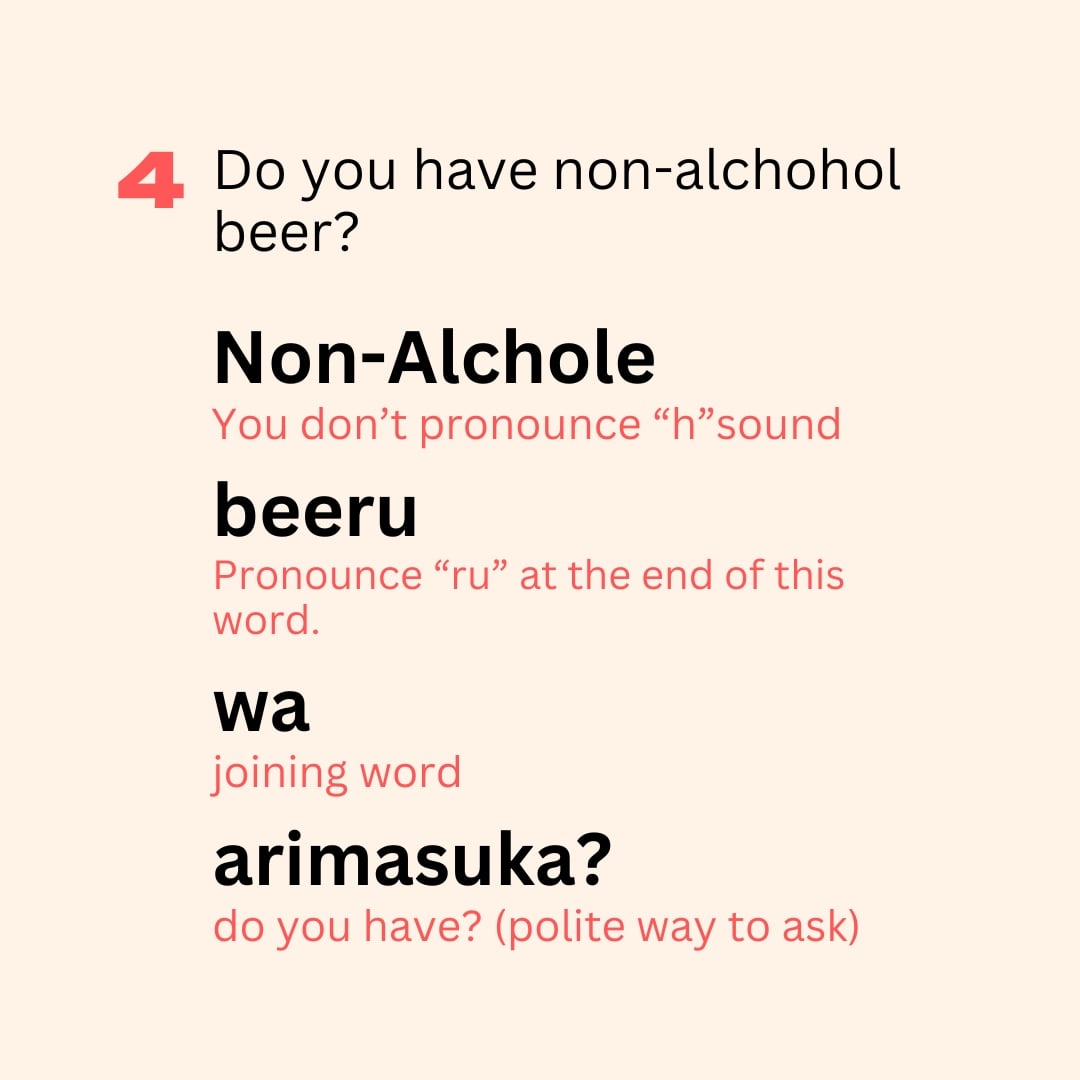 4 Do you have non-alchohol
beer?
Non-Alchole
You don’t pronounce “h”sound
beeru
Pronounce “ru” at the end of this
word.
wa
joining word
arimasuka?
do you have? (polite way to ask)